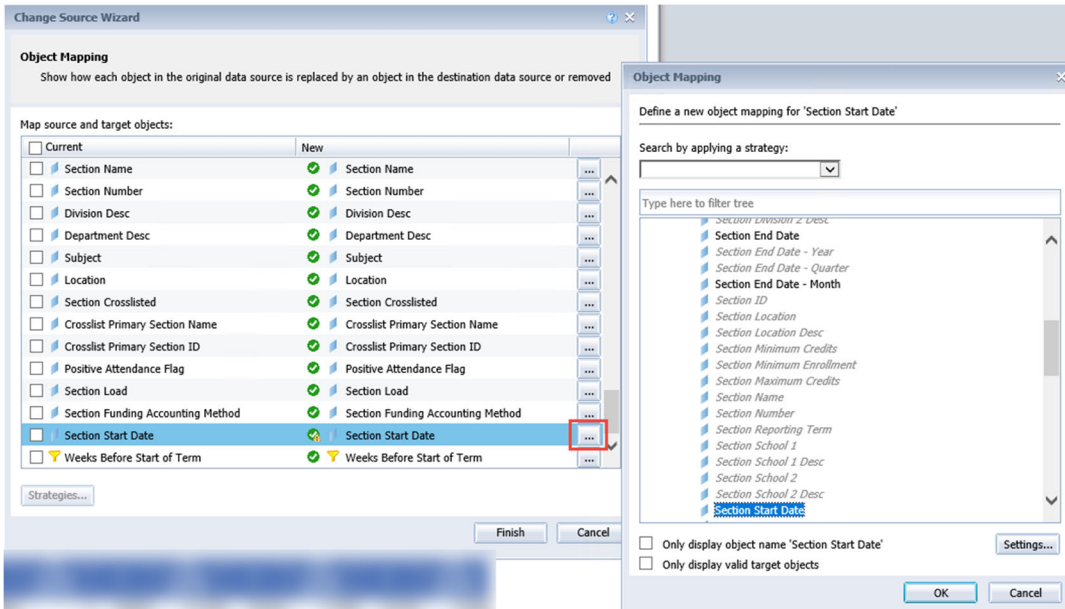 Change Source Wizard
Object Mapping
Show how each object in the original data source is replaced by an object in the destination data source or removed
Map source and target objects:
Current New
Section Name Section Name ...
Section Number Section Number ...
Division Desc Division Desc ...
Department Desc Department Desc ...
Subject Subject ...
Location Location ...
Section Crosslisted Section Crosslisted ...
Crosslist Primary Section Name Crosslist Primary Section Name ...
Crosslist Primary Section ID Crosslist Primary Section ID ...
Positive Attendance Flag Positive Attendance Flag ...
Section Load Section Load ...
Section Funding Accounting Method Section Funding Accounting Method ...
Section Start Date Section Start Date ...
Weeks Before Start of Term Weeks Before Start of Term ...
Strategies...
Finish Cancel
Object Mapping
Define a new object mapping for 'Section Start Date'
Search by applying a strategy:
Type here to filter tree
Section Division 2 Desc
Section End Date
Section End Date - Year
Section End Date - Quarter
Section End Date - Month
Section ID
Section Location
Section Location Desc
Section Minimum Credits
Section Minimum Enrollment
Section Maximum Credits
Section Name
Section Number
Section Reporting Term
Section School 1
Section School 1 Desc
Section School 2
Section School 2 Desc
Section Start Date
Only display object name 'Section Start Date' Settings...
Only display valid target objects
OK Cancel